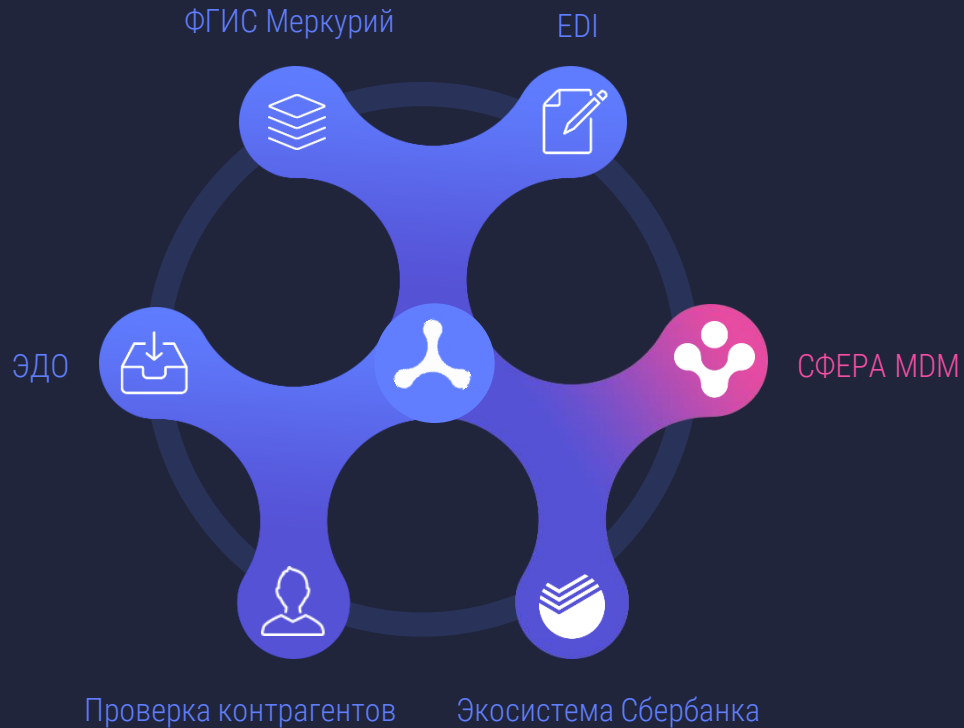 ФГИС Меркурий
EDI
ЭДО
СФЕРА MDM
Проверка контрагентов
Экосистема Сбербанка